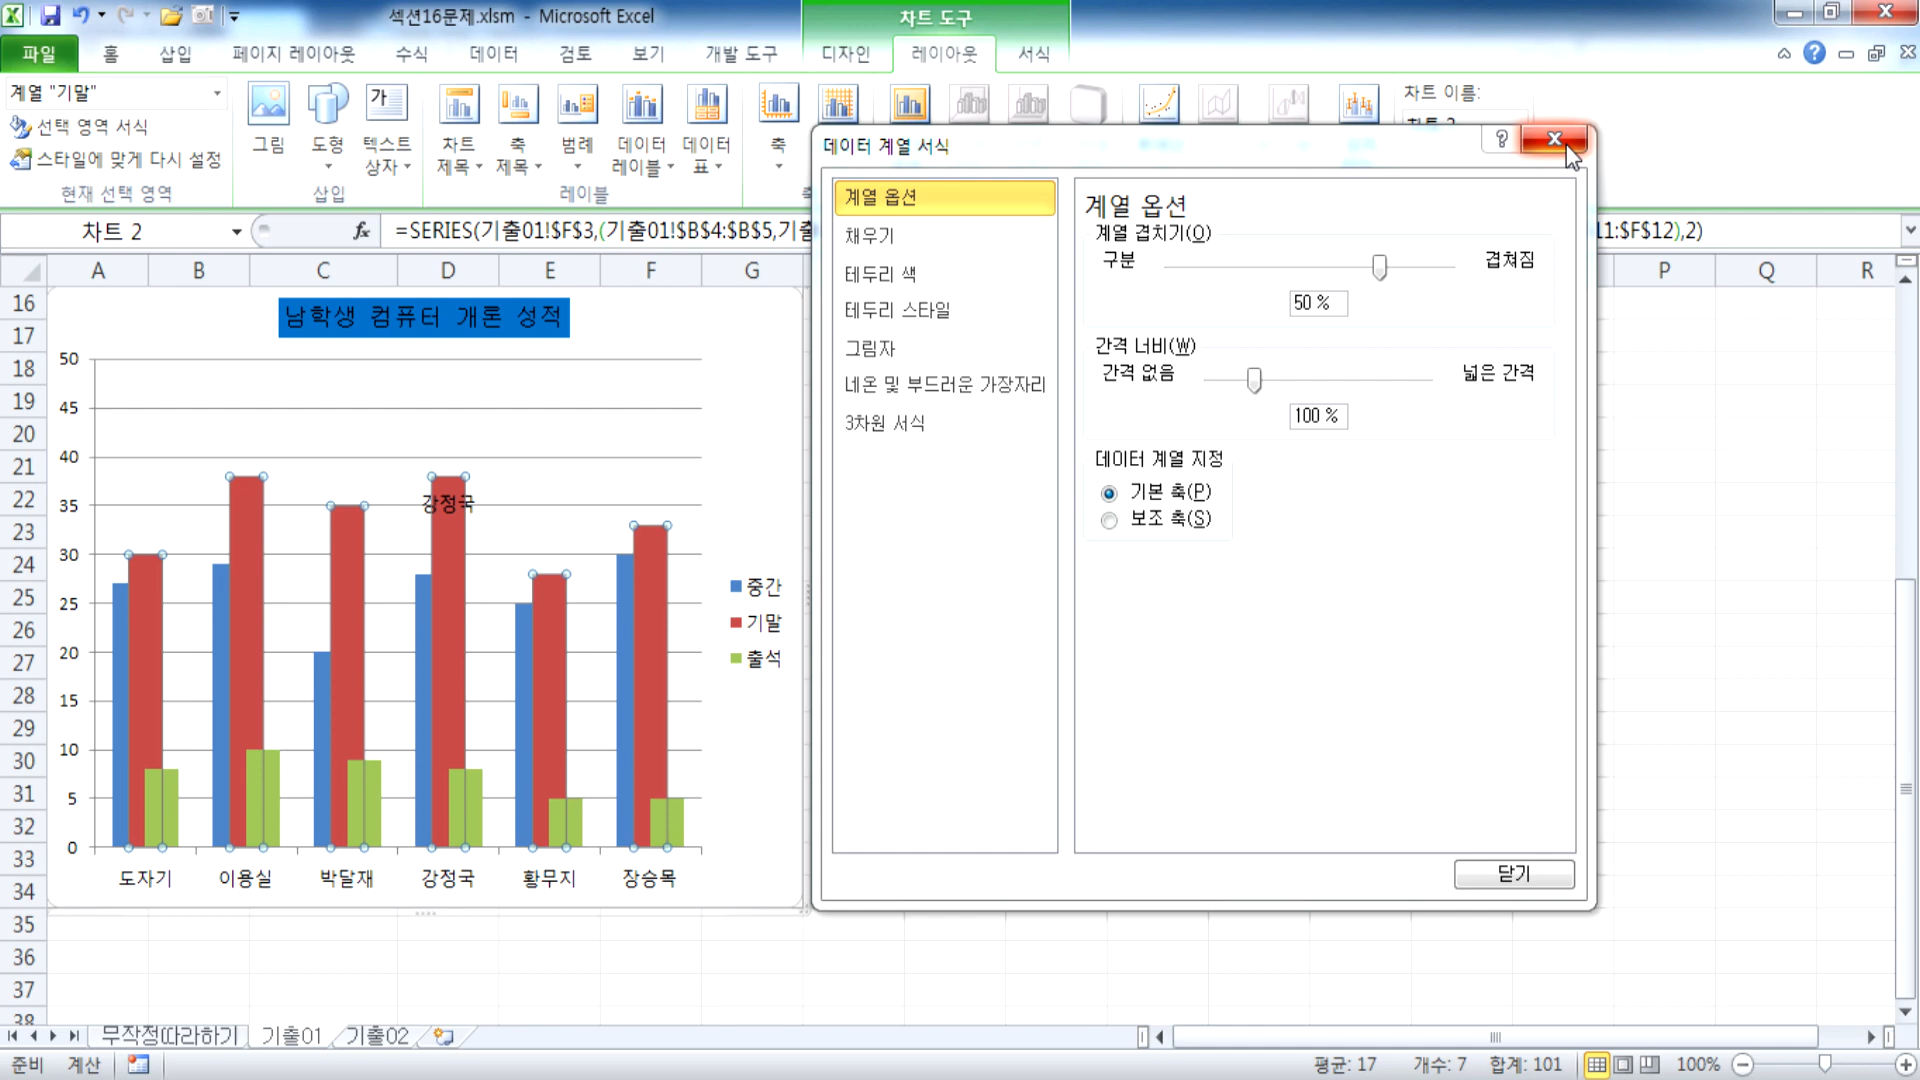 섹션16문제.xlsm - Microsoft Excel
차트 도구
파일 홈 삽입 페이지 레이아웃 수식 데이터 검토 보기 개발 도구 디자인 레이아웃 서식
계열 "기말"
선택 영역 서식
스타일에 맞게 다시 설정
현재 선택 영역
그림
도형
텍스트
상자
삽입
차트
제목
축
제목
범례
데이터
레이블
데이터
표
레이블
축
차트 이름:
차트 2
fx
=SERIES(기출01!$F$3,(기출01!$B$4:$B$5,기출
11:$F$12),2)
A B C D E F G P Q R
16
17
18
19
20
21
22
23
24
25
26
27
28
29
30
31
32
33
34
35
36
37
38
남학생 컴퓨터 개론 성적
50
45
40
35
30
25
20
15
10
5
0
강정국
도자기 이용실 박달재 강정국 황무지 장승목
중간
기말
출석
데이터 계열 서식
계열 옵션
채우기
테두리 색
테두리 스타일
그림자
네온 및 부드러운 가장자리
3차원 서식
계열 옵션
계열 겹치기(O)
구분 겹쳐짐
50 %
간격 너비(W)
간격 없음 넓은 간격
100 %
데이터 계열 지정
기본 축(P)
보조 축(S)
닫기
무작정따라하기 기출01 기출02
준비 계산 평균: 17 개수: 7 합계: 101 100%